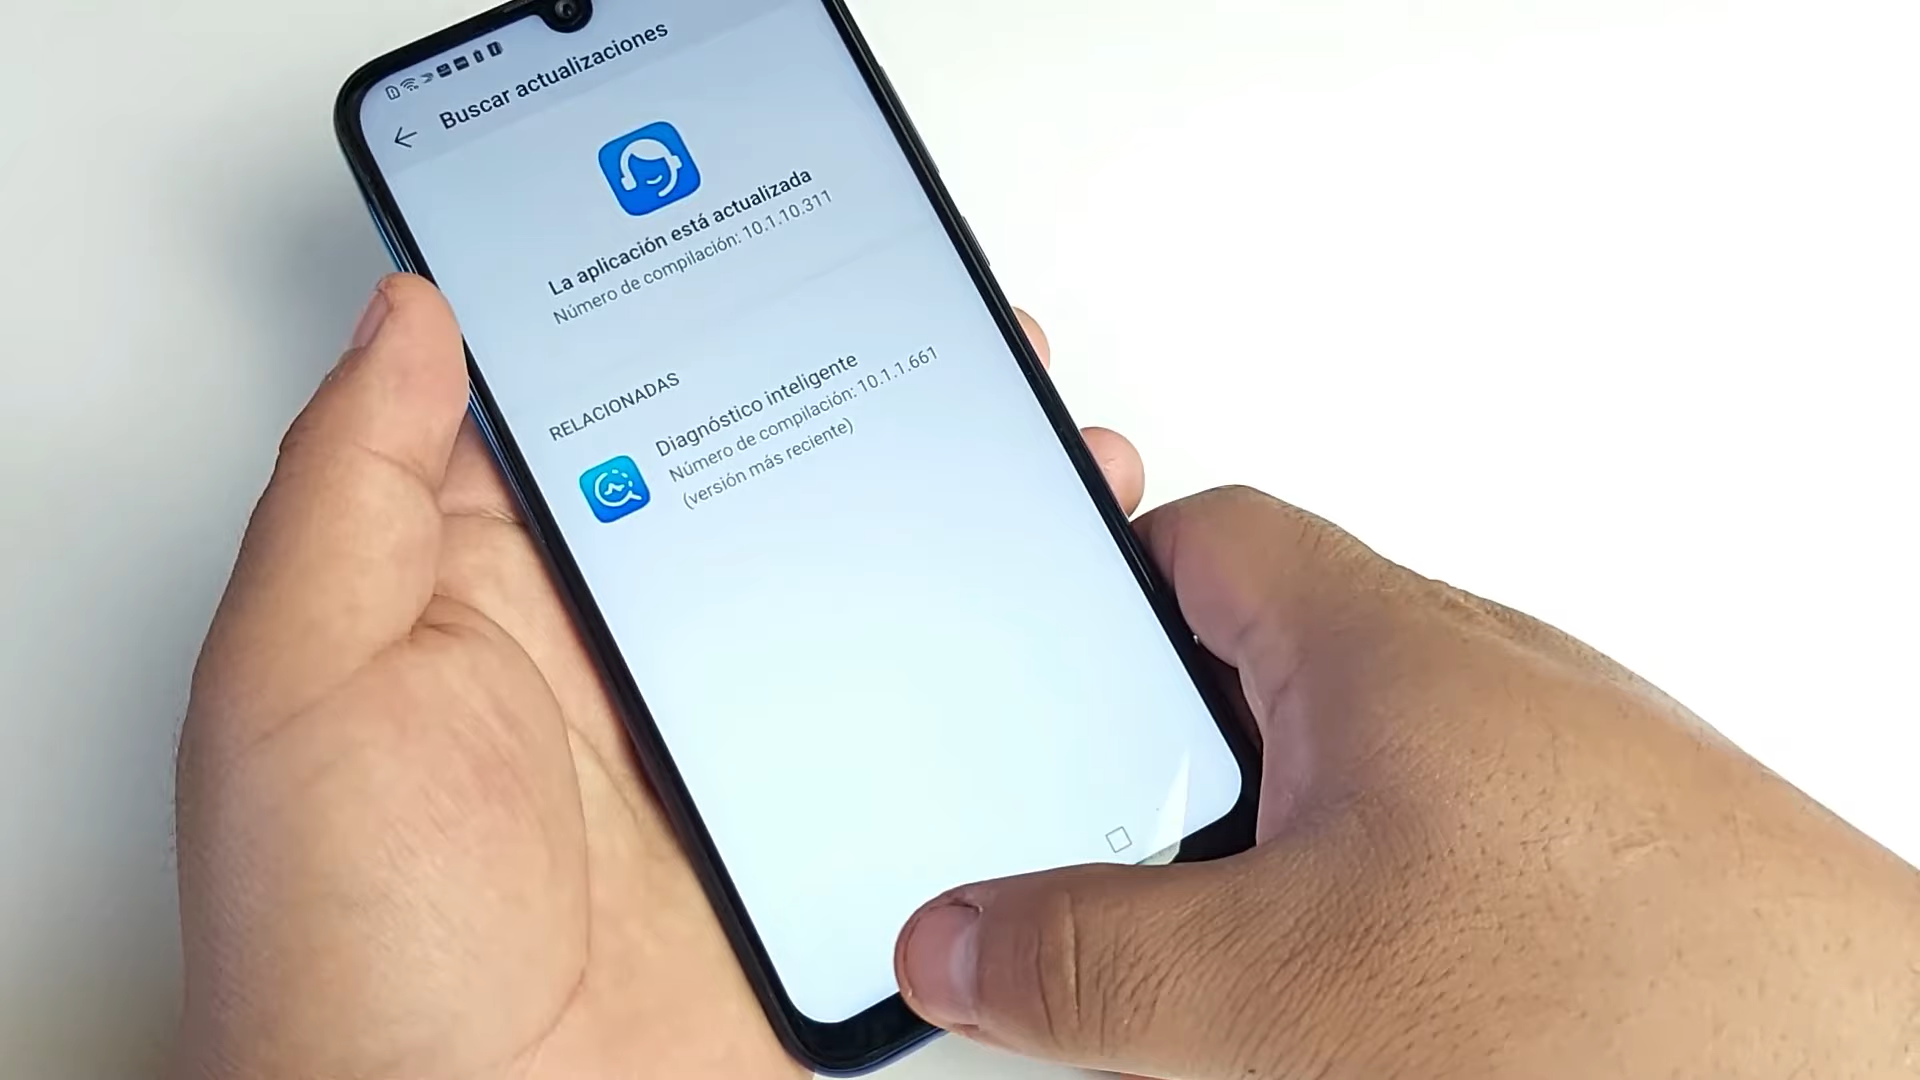 Buscar actualizaciones
La aplicación está actualizada
Número de compilación: 10.1.10.311
RELACIONADAS
Diagnóstico inteligente
Número de compilación: 10.1.1.661
(versión más reciente)